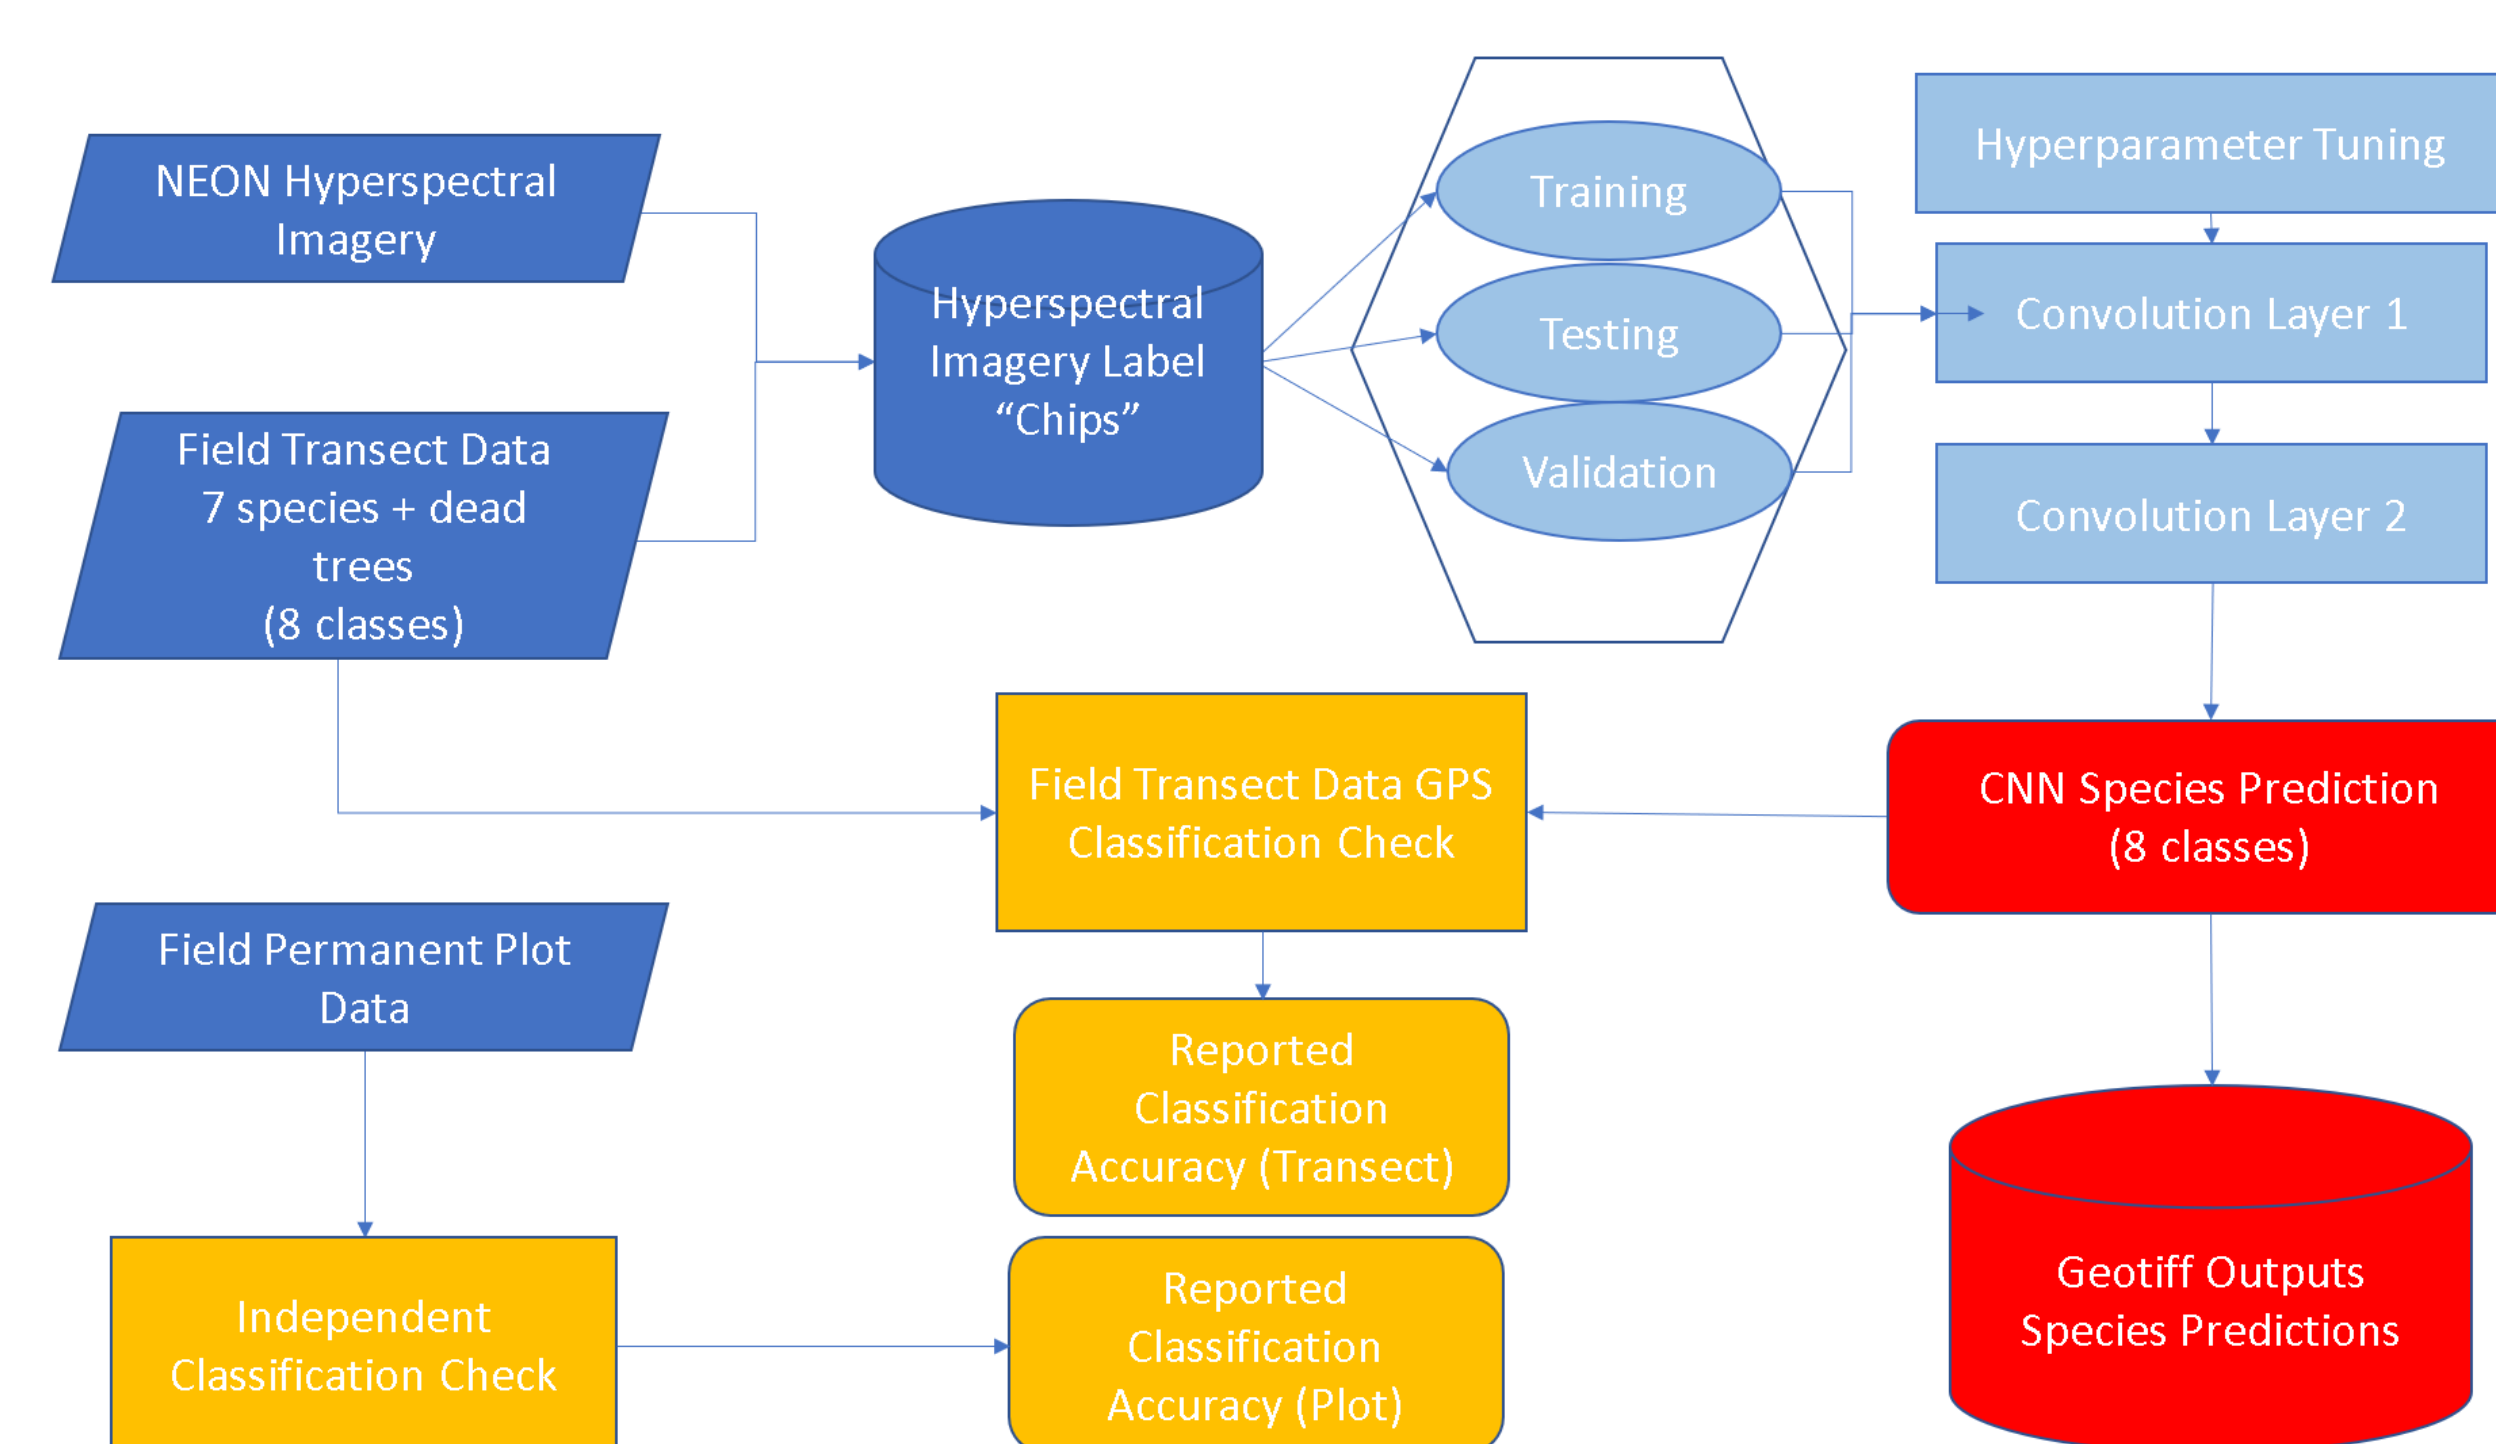 NEON Hyperspectral
Imagery
Field Transect Data
7 species + dead
trees
(8 classes)
Hyperspectral
Imagery Label
“Chips”
Training
Testing
Validation
Hyperparameter Tuning
Convolution Layer 1
Convolution Layer 2
Field Transect Data GPS
Classification Check
CNN Species Prediction
(8 classes)
Field Permanent Plot
Data
Reported
Classification
Accuracy (Transect)
Independent
Classification Check
Reported
Classification
Accuracy (Plot)
Geotiff Outputs
Species Predictions